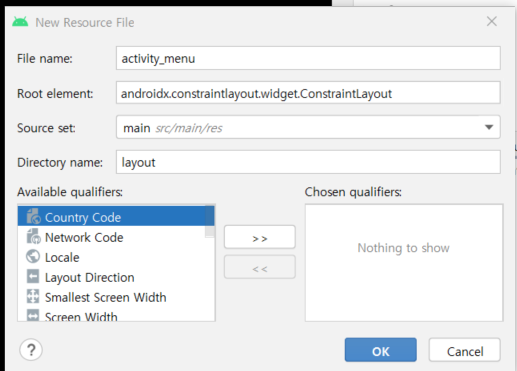 New Resource File
File name: activity_menu
Root element: androidx.constraintlayout.widget.ConstraintLayout
Source set: main src/main/res
Directory name: layout
Available qualifiers: Chosen qualifiers:
Country Code
Network Code
Locale
Layout Direction
Smallest Screen Width
Screen Width
>>
<<
Nothing to show
?
OK Cancel